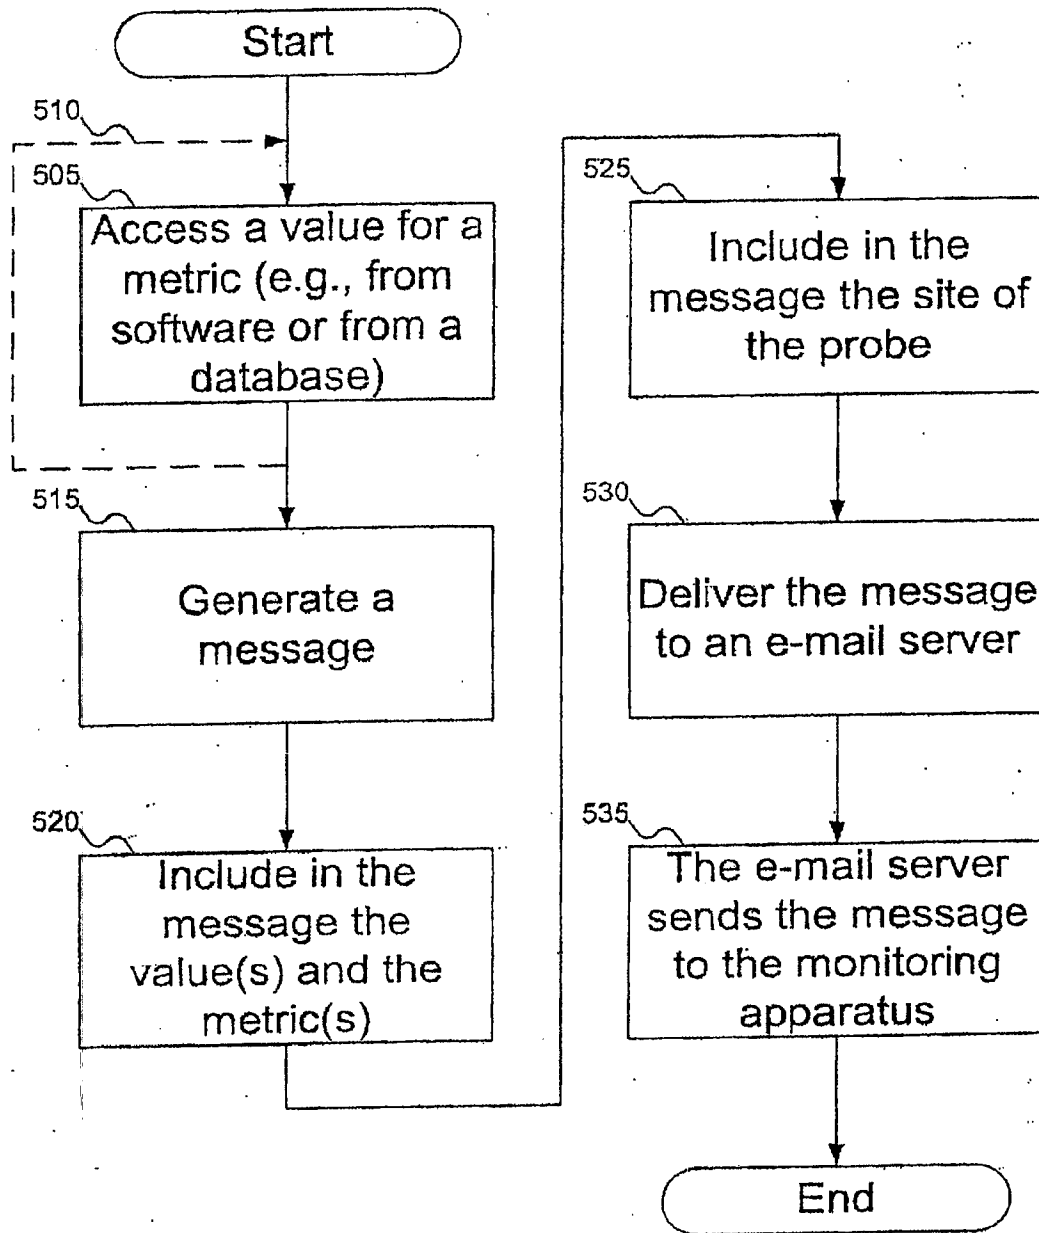 Start
510
505
Access a value for a
metric (e.g., from
software or from a
database)
515
Generate a
message
520
Include in the
message the
value(s) and the
metric(s)
525
Include in the
message the site of
the probe
530
Deliver the message
to an e-mail server
535
The e-mail server
sends the message
to the monitoring
apparatus
End